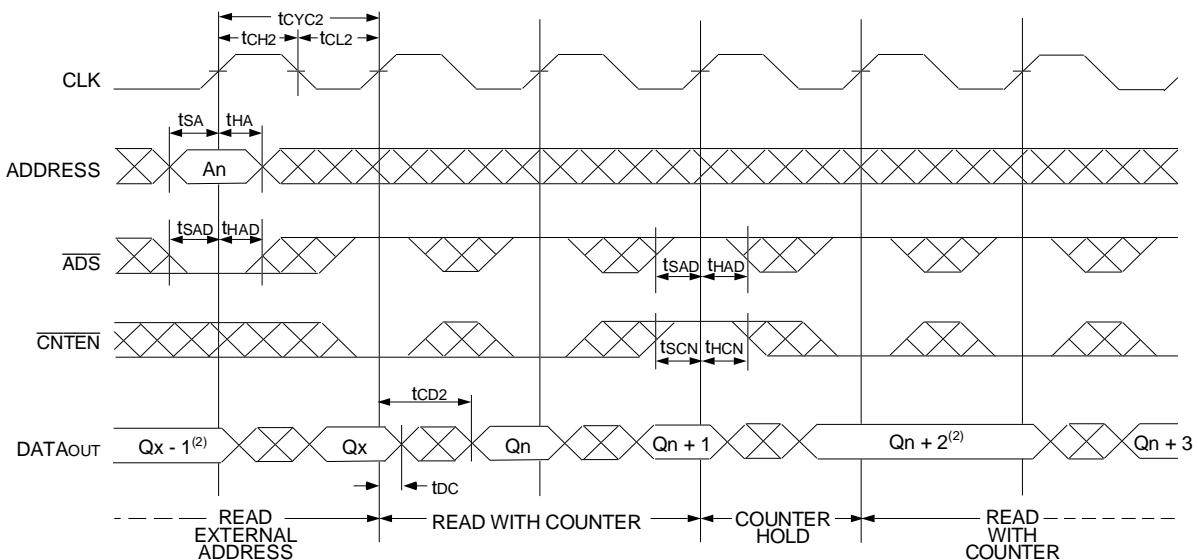 tCYC2
tCH2 tCL2
CLK
tSA tHA
ADDRESS An
tSAD tHAD
ADS tSAD tHAD
CNTEN tSCN tHCN
tCD2
DATAOUT Qx - 1(2) Qx Qn Qn + 1 Qn + 2(2) Qn + 3
tDC
READ EXTERNAL ADDRESS
READ WITH COUNTER
COUNTER HOLD
READ WITH COUNTER